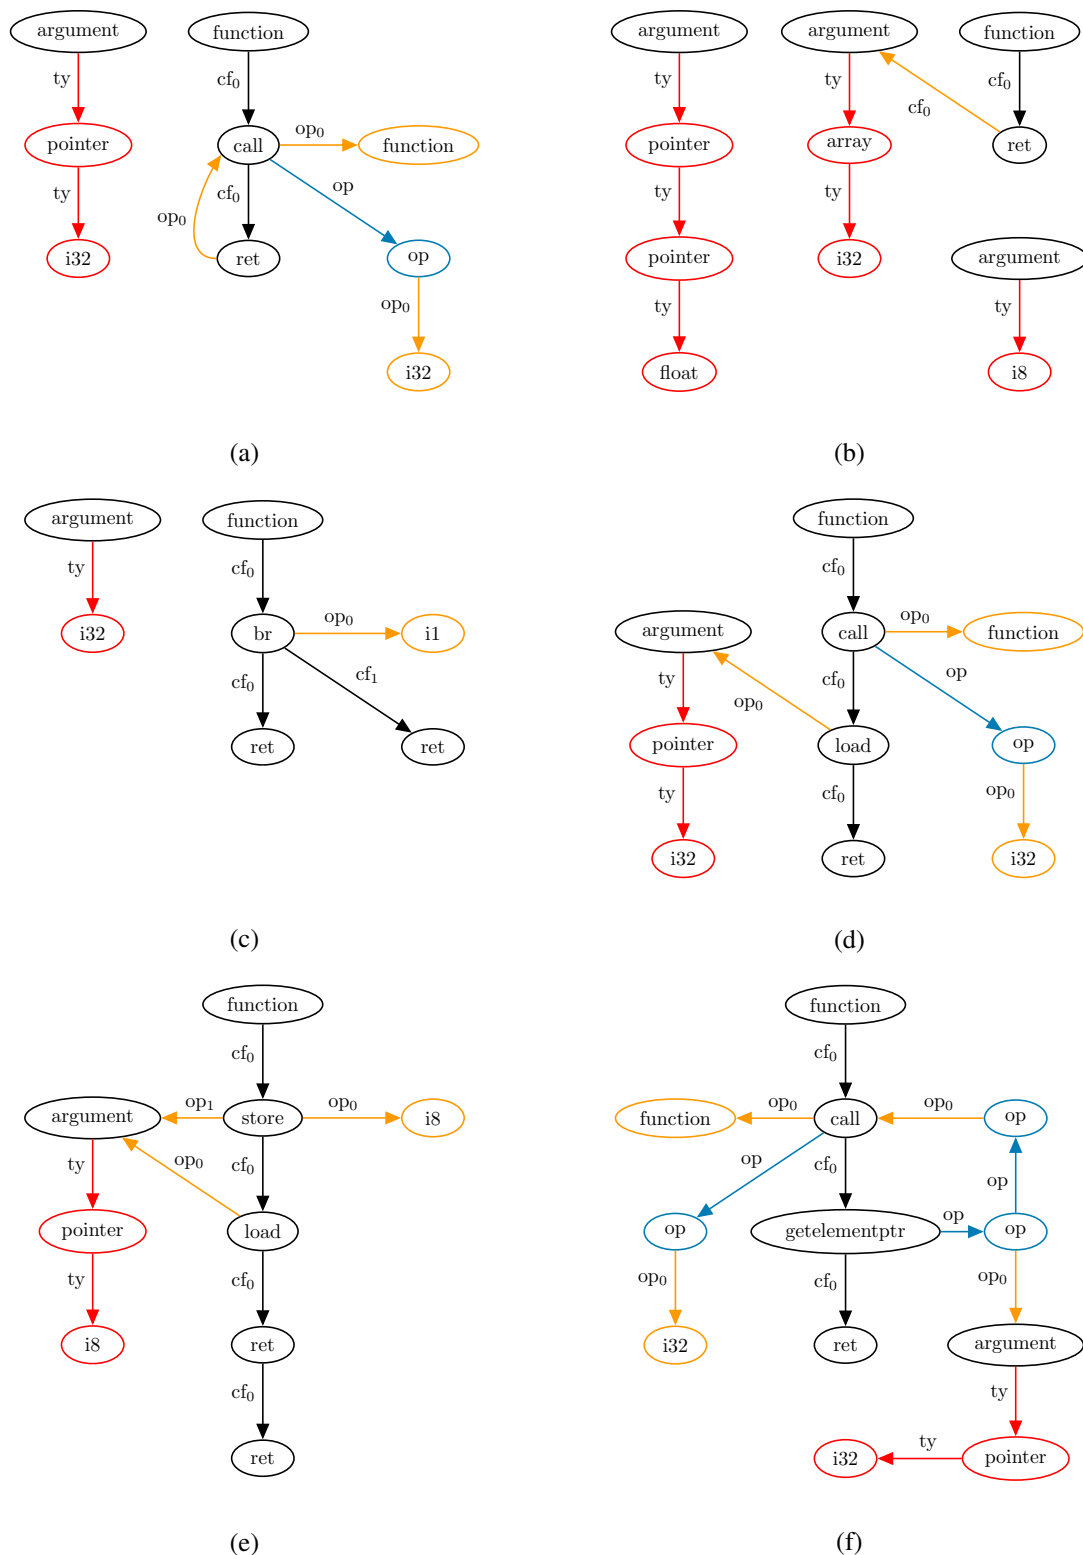 argument function argument argument function
ty cf0 ty ty cf0
cf0
pointer call op0 function pointer array ret
ty cf0 op ty ty
op0
i32 ret op pointer i32 argument
op0 ty ty
i32 float i8
(a) (b)
argument function function
ty cf0 cf0
i32 br op0 i1 argument call op0 function
cf0 cf1 ty op0 cf0 op
ret ret pointer load op
ty cf0 op0
i32 ret i32
(c) (d)
function function
cf0 cf0
argument op1 store op0 i8 function op0 call op0 op
ty op0 cf0 op cf0 op
pointer load op getelementptr op op
ty cf0 op0 cf0 op0
i8 ret i32 ret argument
cf0 ty
ret i32 ty pointer
(e) (f)